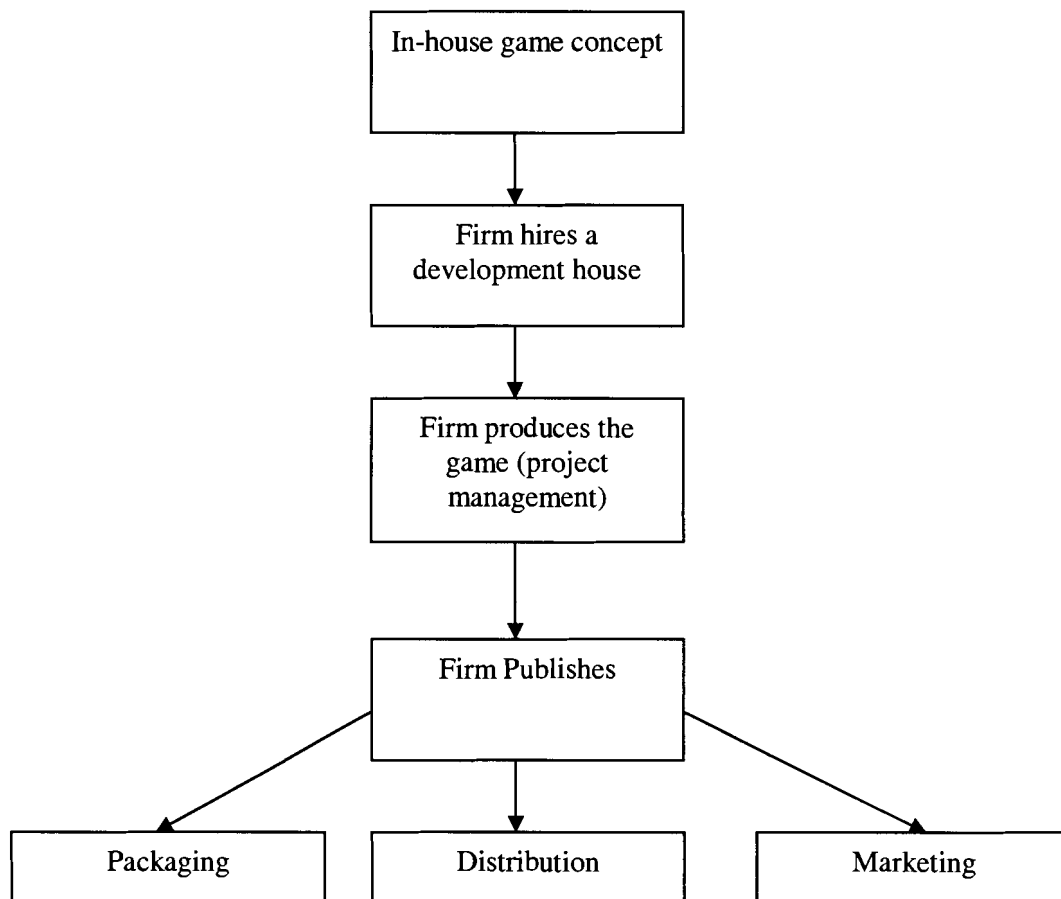 In-house game concept
Firm hires a
development house
Firm produces the
game (project
management)
Firm Publishes
Packaging
Distribution
Marketing